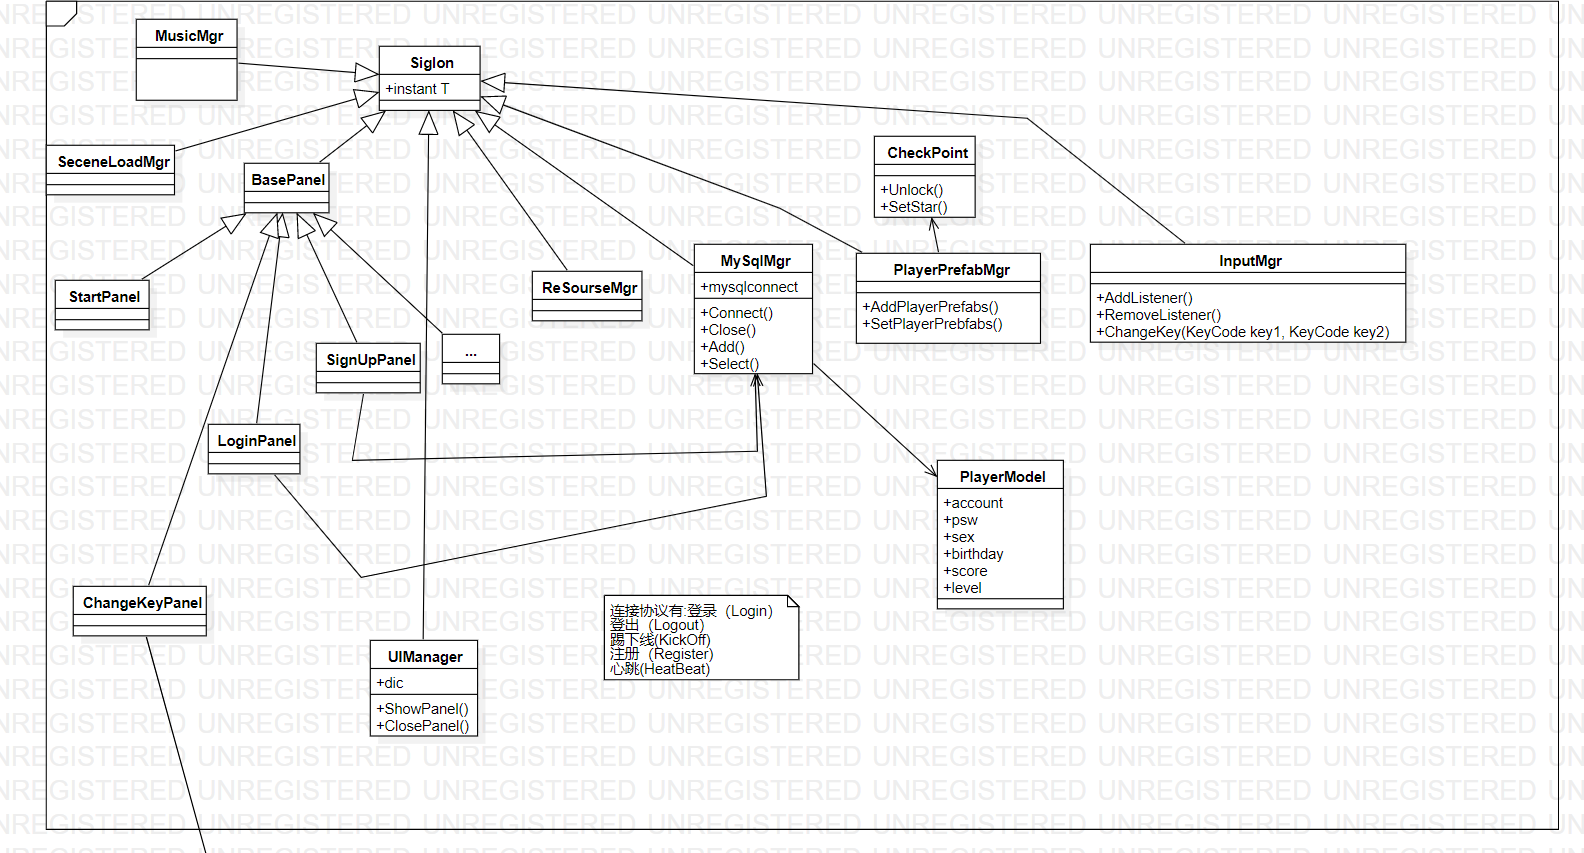 MusicMgr
Siglon
+instant T
SeceneLoadMgr
BasePanel
CheckPoint
+Unlock()
+SetStar()
StartPanel
ReSourseMgr
MySqlMgr
+mysqlconnect
+Connect()
+Close()
+Add()
+Select()
PlayerPrefabMgr
+AddPlayerPrefabs()
+SetPlayerPrebfabs()
InputMgr
+AddListener()
+RemoveListener()
+ChangeKey(KeyCode key1, KeyCode key2)
SignUpPanel
...
LoginPanel
PlayerModel
+account
+psw
+sex
+birthday
+score
+level
ChangeKeyPanel
UIManager
+dic
+ShowPanel()
+ClosePanel()
连接协议有:登录（Login）
登出（Logout)
踢下线(KickOff)
注册（Register)
心跳(HeatBeat)
UNREGISTERED